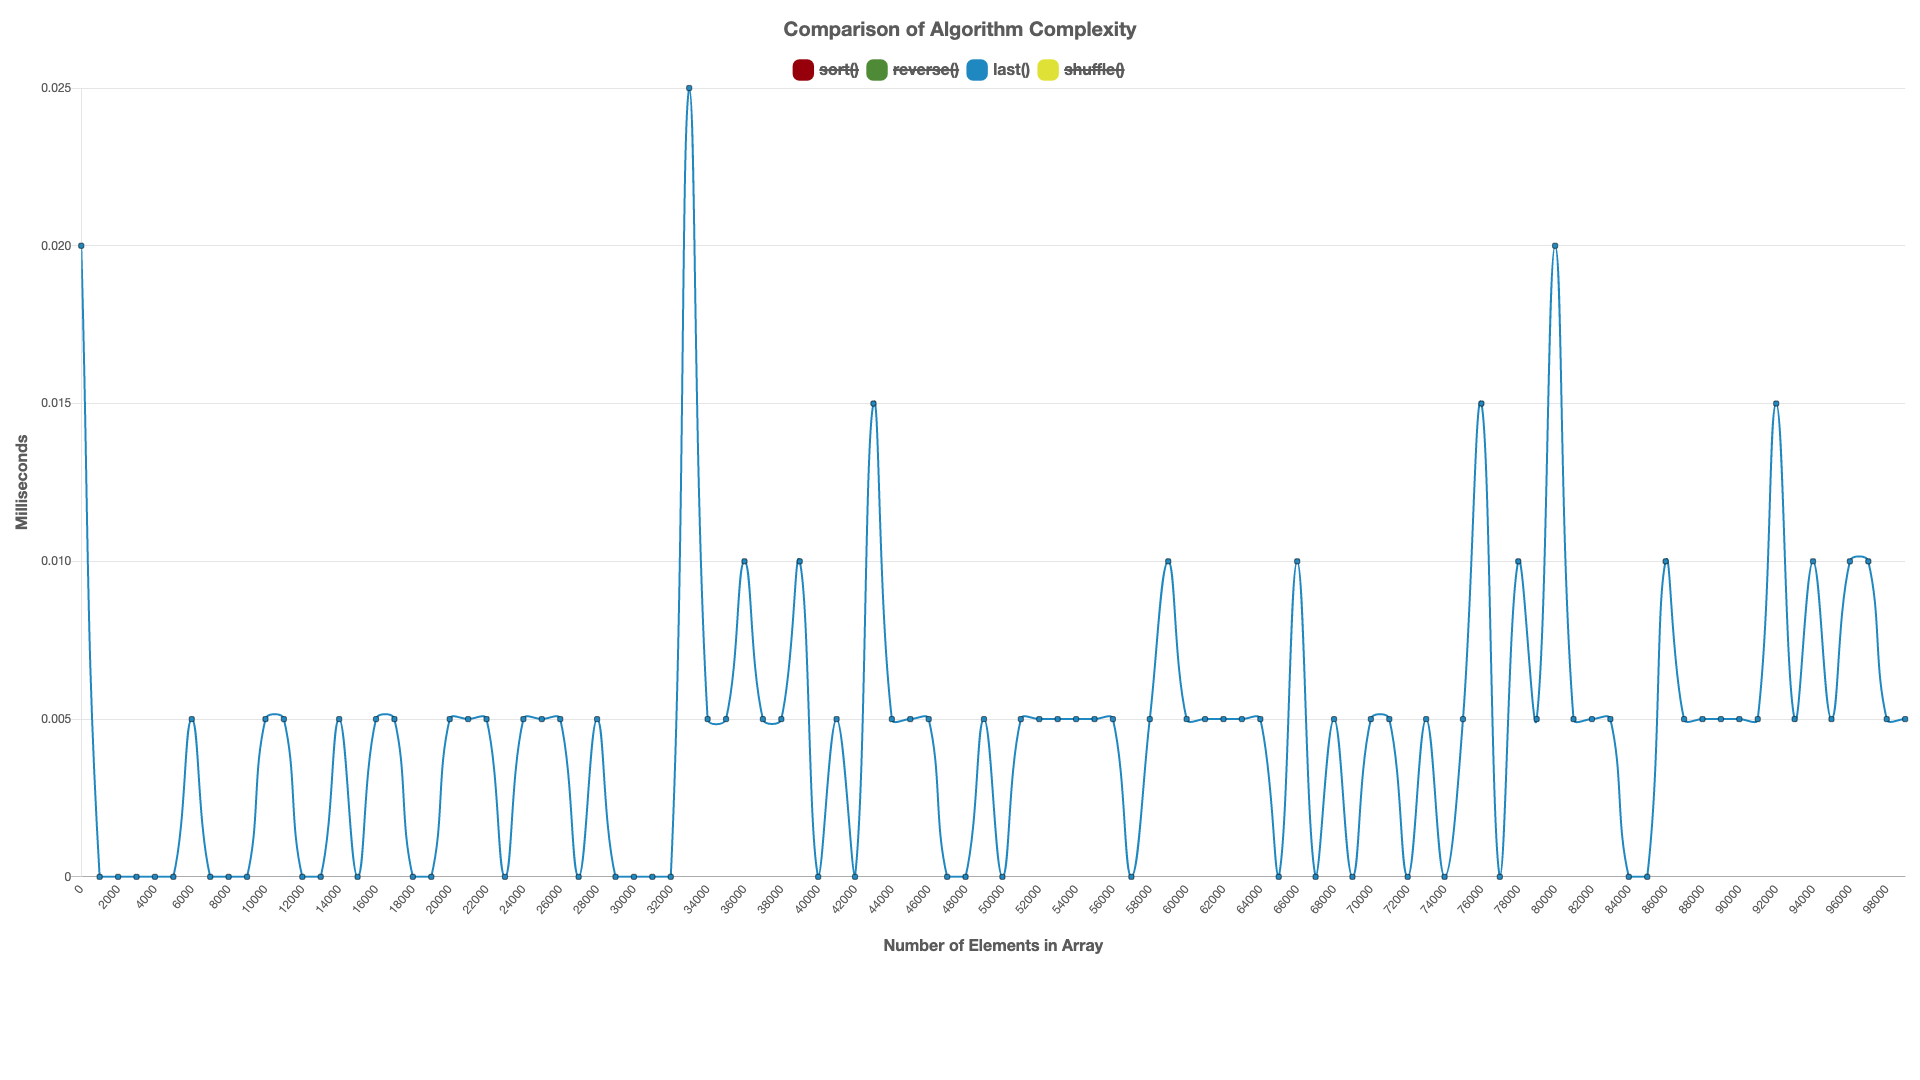 Comparison of Algorithm Complexity
sort() reverse() last() shuffle()
0.025
0.020
0.015
Milliseconds
0.010
0.005
0
0 2000 4000 6000 8000 10000 12000 14000 16000 18000 20000 22000 24000 26000 28000 30000 32000 34000 36000 38000 40000 42000 44000 46000 48000 50000 52000 54000 56000 58000 60000 62000 64000 66000 68000 70000 72000 74000 76000 78000 80000 82000 84000 86000 88000 90000 92000 94000 96000 98000
Number of Elements in Array